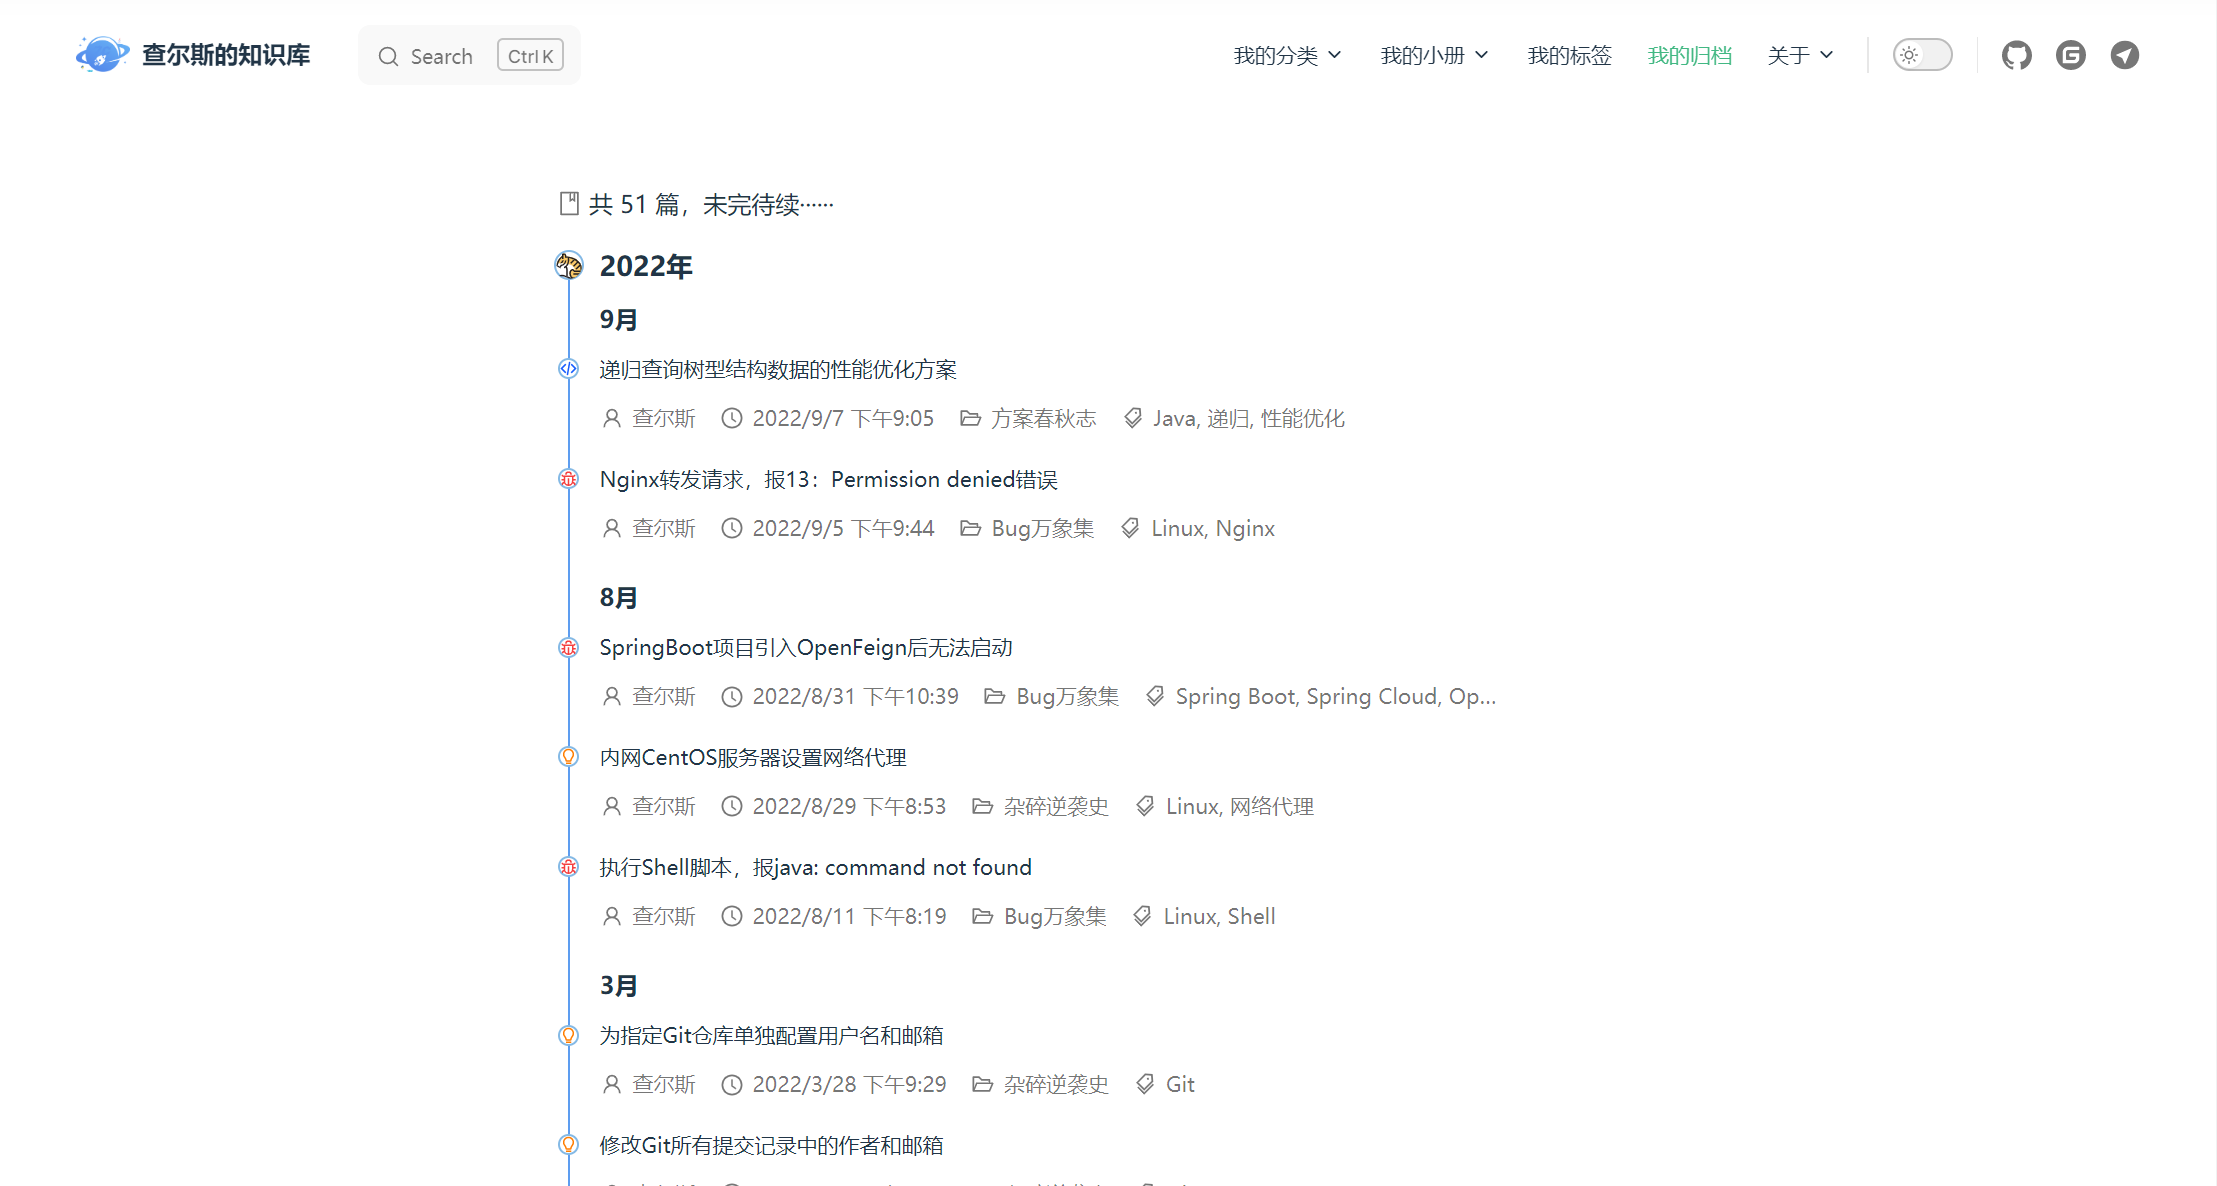 查尔斯的知识库 Search Ctrl K 我的分类 我的小册 我的标签 我的归档 关于
共 51 篇，未完待续······
2022年
9月
递归查询树型结构数据的性能优化方案
查尔斯 2022/9/7 下午9:05 方案春秋志 Java, 递归, 性能优化
Nginx转发请求，报13：Permission denied错误
查尔斯 2022/9/5 下午9:44 Bug万象集 Linux, Nginx
8月
SpringBoot项目引入OpenFeign后无法启动
查尔斯 2022/8/31 下午10:39 Bug万象集 Spring Boot, Spring Cloud, Op...
内网CentOS服务器设置网络代理
查尔斯 2022/8/29 下午8:53 杂碎逆袭史 Linux, 网络代理
执行Shell脚本，报java: command not found
查尔斯 2022/8/11 下午8:19 Bug万象集 Linux, Shell
3月
为指定Git仓库单独配置用户名和邮箱
查尔斯 2022/3/28 下午9:29 杂碎逆袭史 Git
修改Git所有提交记录中的作者和邮箱